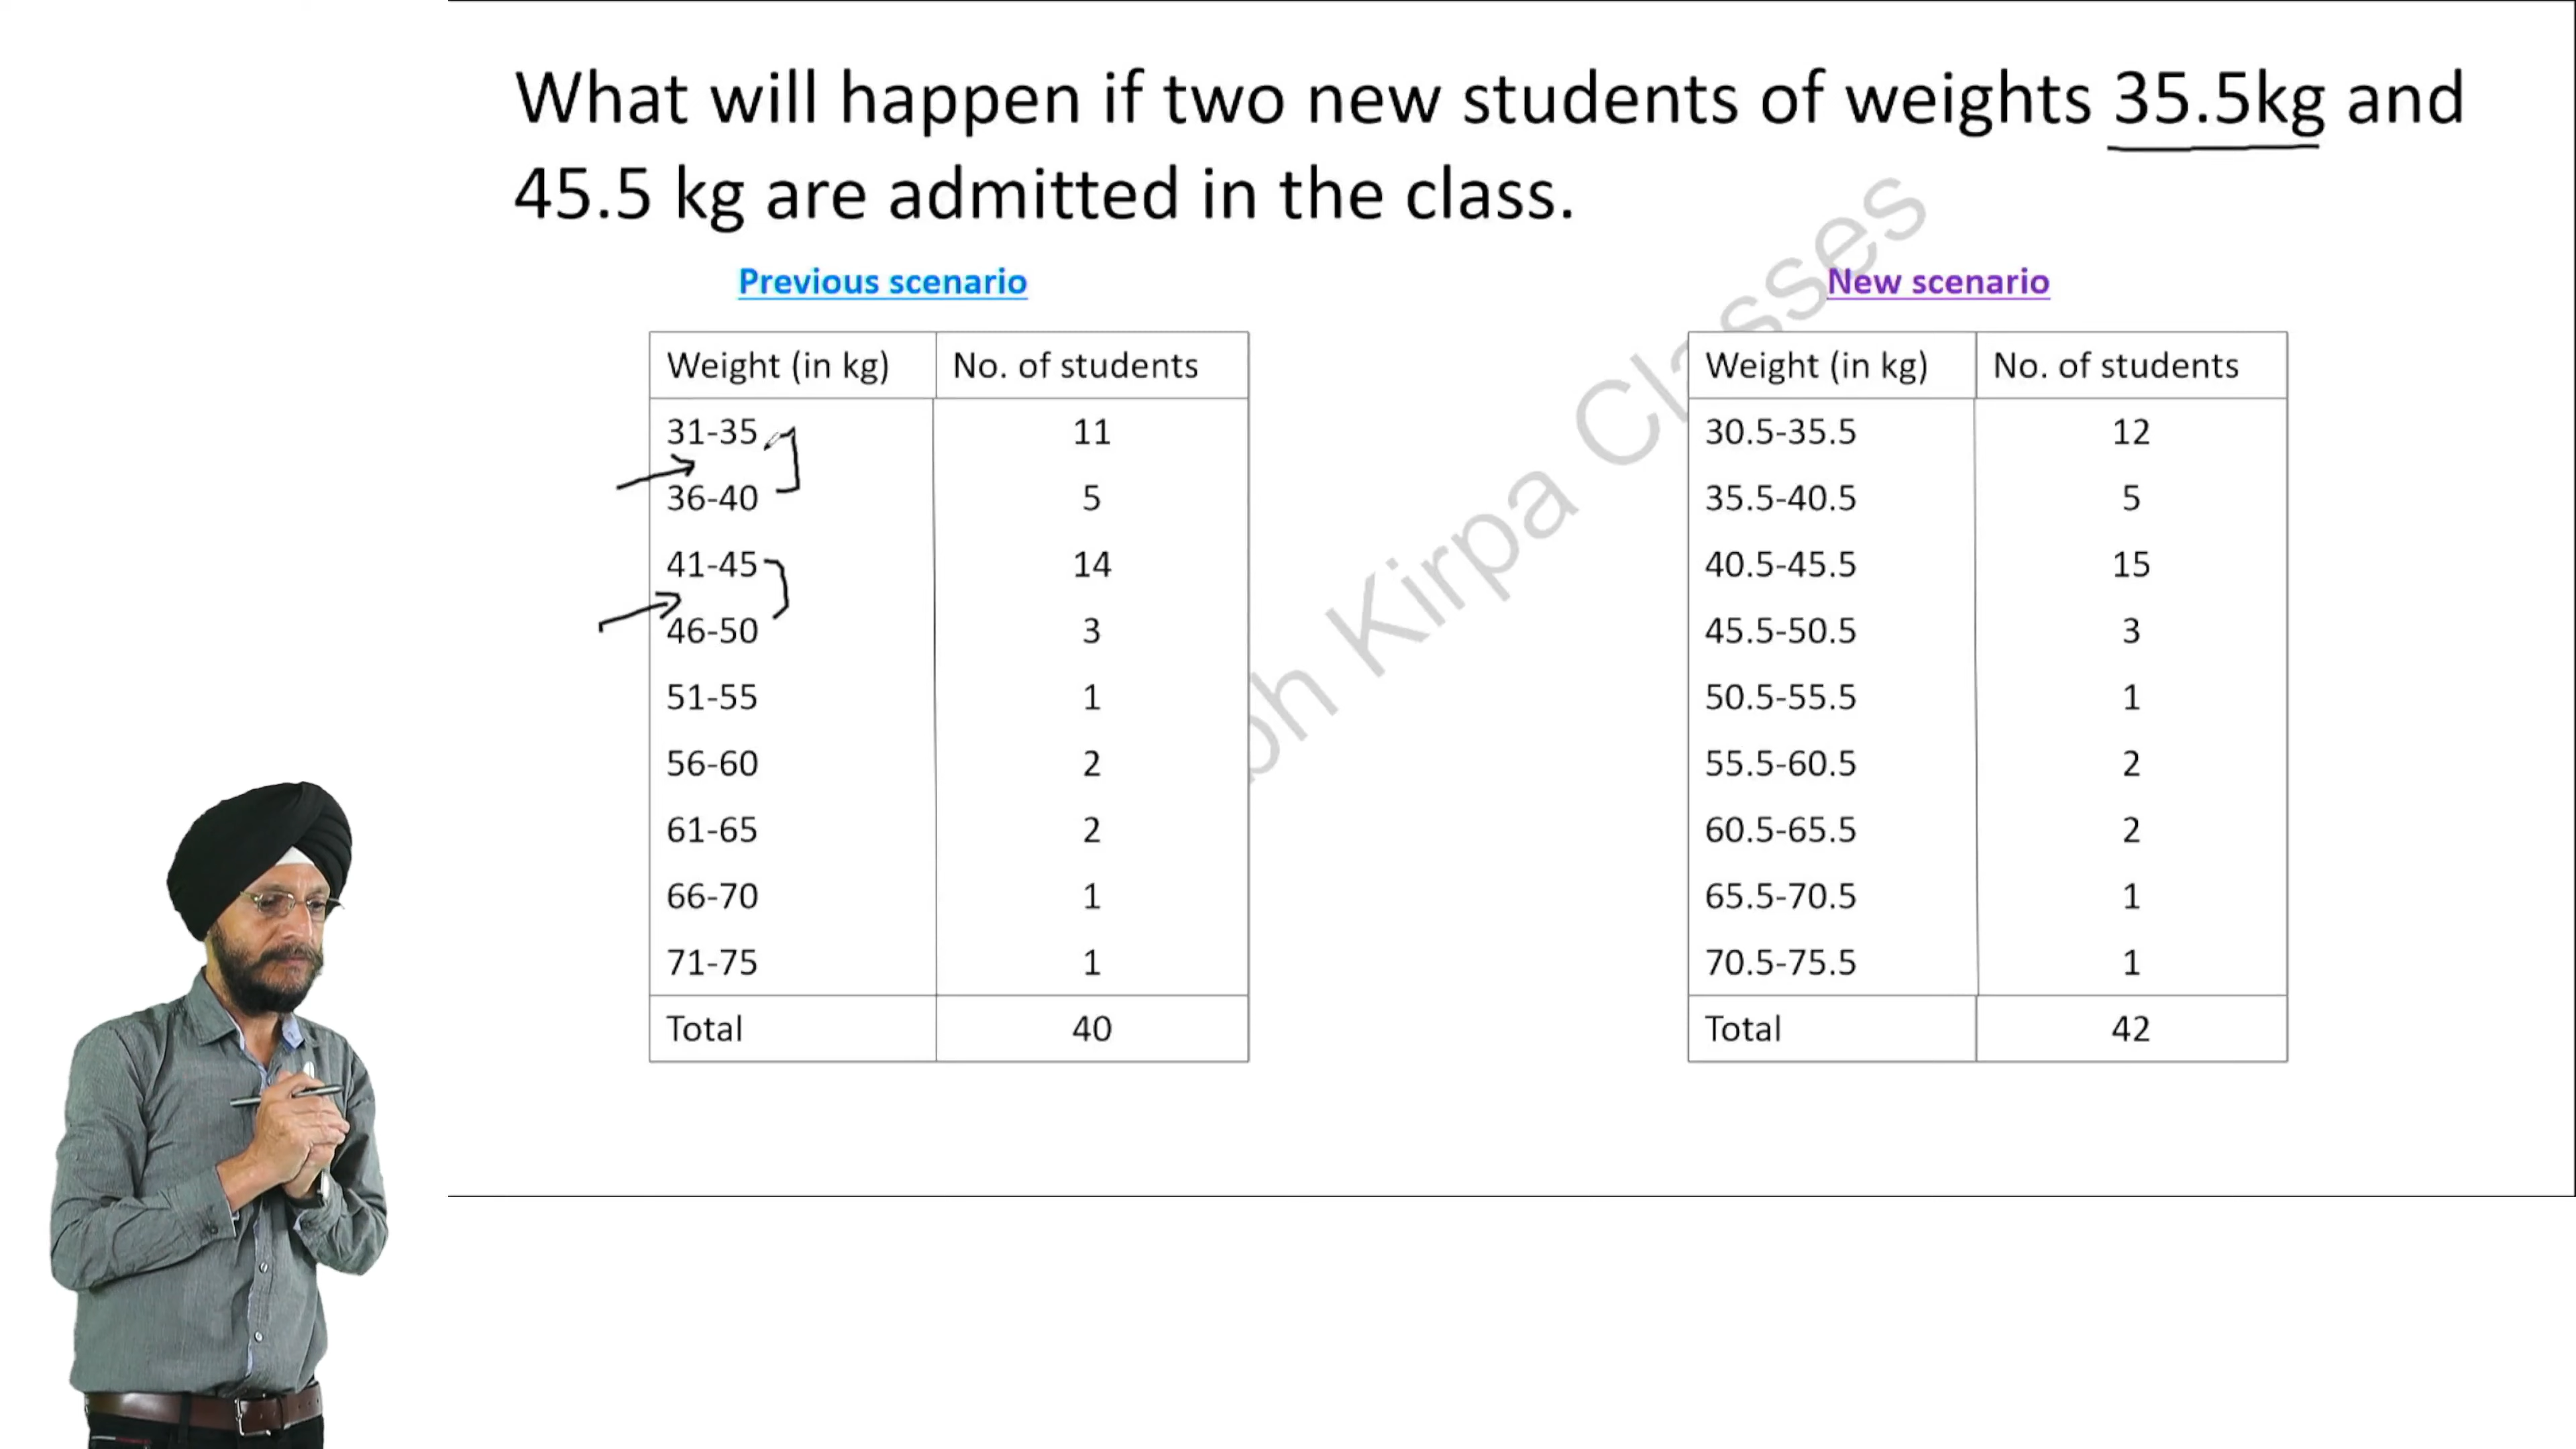 What will happen if two new students of weights 35.5kg and
45.5 kg are admitted in the class.
Previous scenario
Weight (in kg) No. of students
31-35 11
36-40 5
41-45 14
46-50 3
51-55 1
56-60 2
61-65 2
66-70 1
71-75 1
Total 40
New scenario
Weight (in kg) No. of students
30.5-35.5 12
35.5-40.5 5
40.5-45.5 15
45.5-50.5 3
50.5-55.5 1
55.5-60.5 2
60.5-65.5 2
65.5-70.5 1
70.5-75.5 1
Total 42
Kirpa Classes